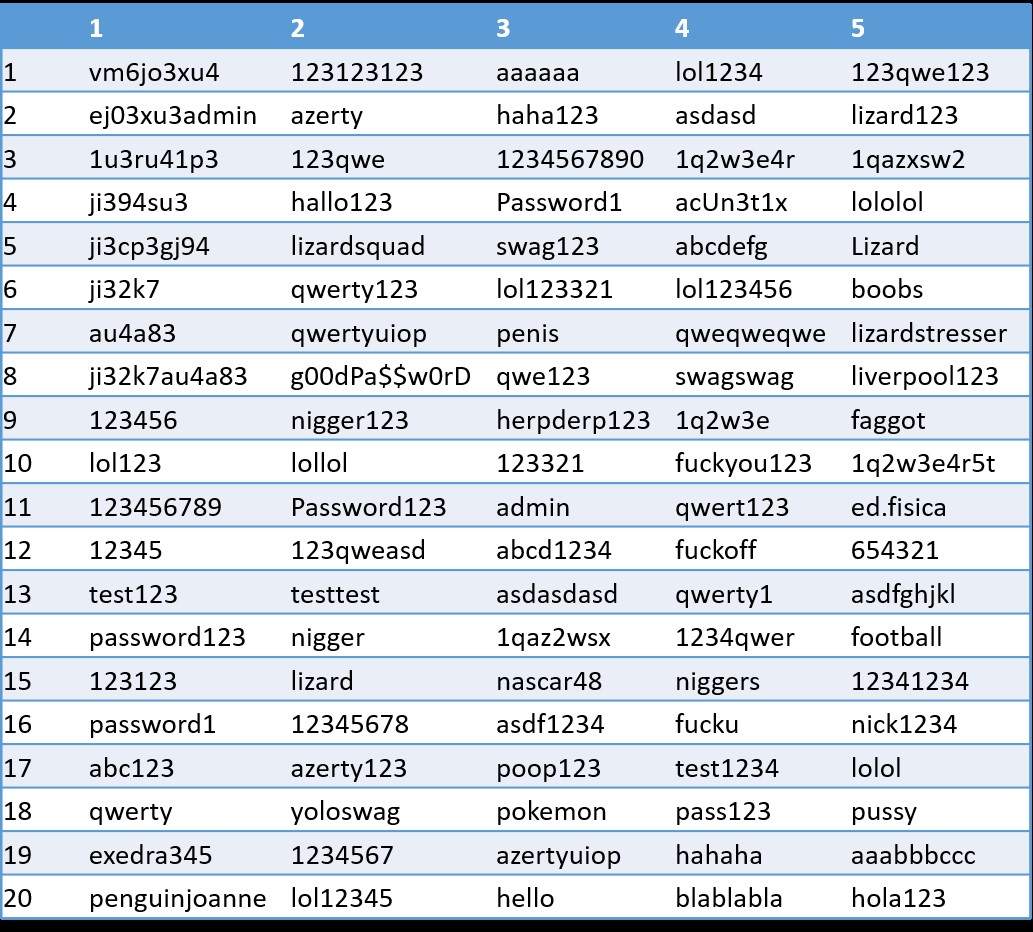 1 2 3 4 5
1 vm6jo3xu4 123123123 aaaaaa lol1234 123qwe123
2 ej03xu3admin azerty haha123 asdasd lizard123
3 1u3ru41p3 123qwe 1234567890 1q2w3e4r 1qazxsw2
4 ji394su3 hallo123 Password1 acUn3t1x lololol
5 ji3cp3gj94 lizardsquad swag123 abcdefg Lizard
6 ji32k7 qwerty123 lol123321 lol123456 boobs
7 au4a83 qwertyuiop penis qweqweqwe lizardstresser
8 ji32k7au4a83 g00dPa$$w0rD qwe123 swagswag liverpool123
9 123456 nigger123 herpderp123 1q2w3e faggot
10 lol123 lollol 123321 fuckyou123 1q2w3e4r5t
11 123456789 Password123 admin qwert123 ed.fisica
12 12345 123qweasd abcd1234 fuckoff 654321
13 test123 testtest asdasdasd qwerty1 asdfghjkl
14 password123 nigger 1qaz2wsx 1234qwer football
15 123123 lizard nascar48 niggers 12341234
16 password1 12345678 asdf1234 fucku nick1234
17 abc123 azerty123 poop123 test1234 lolol
18 qwerty yoloswag pokemon pass123 pussy
19 exedra345 1234567 azertyuiop hahaha aaabbbccc
20 penguinjoanne lol12345 hello blablabla hola123